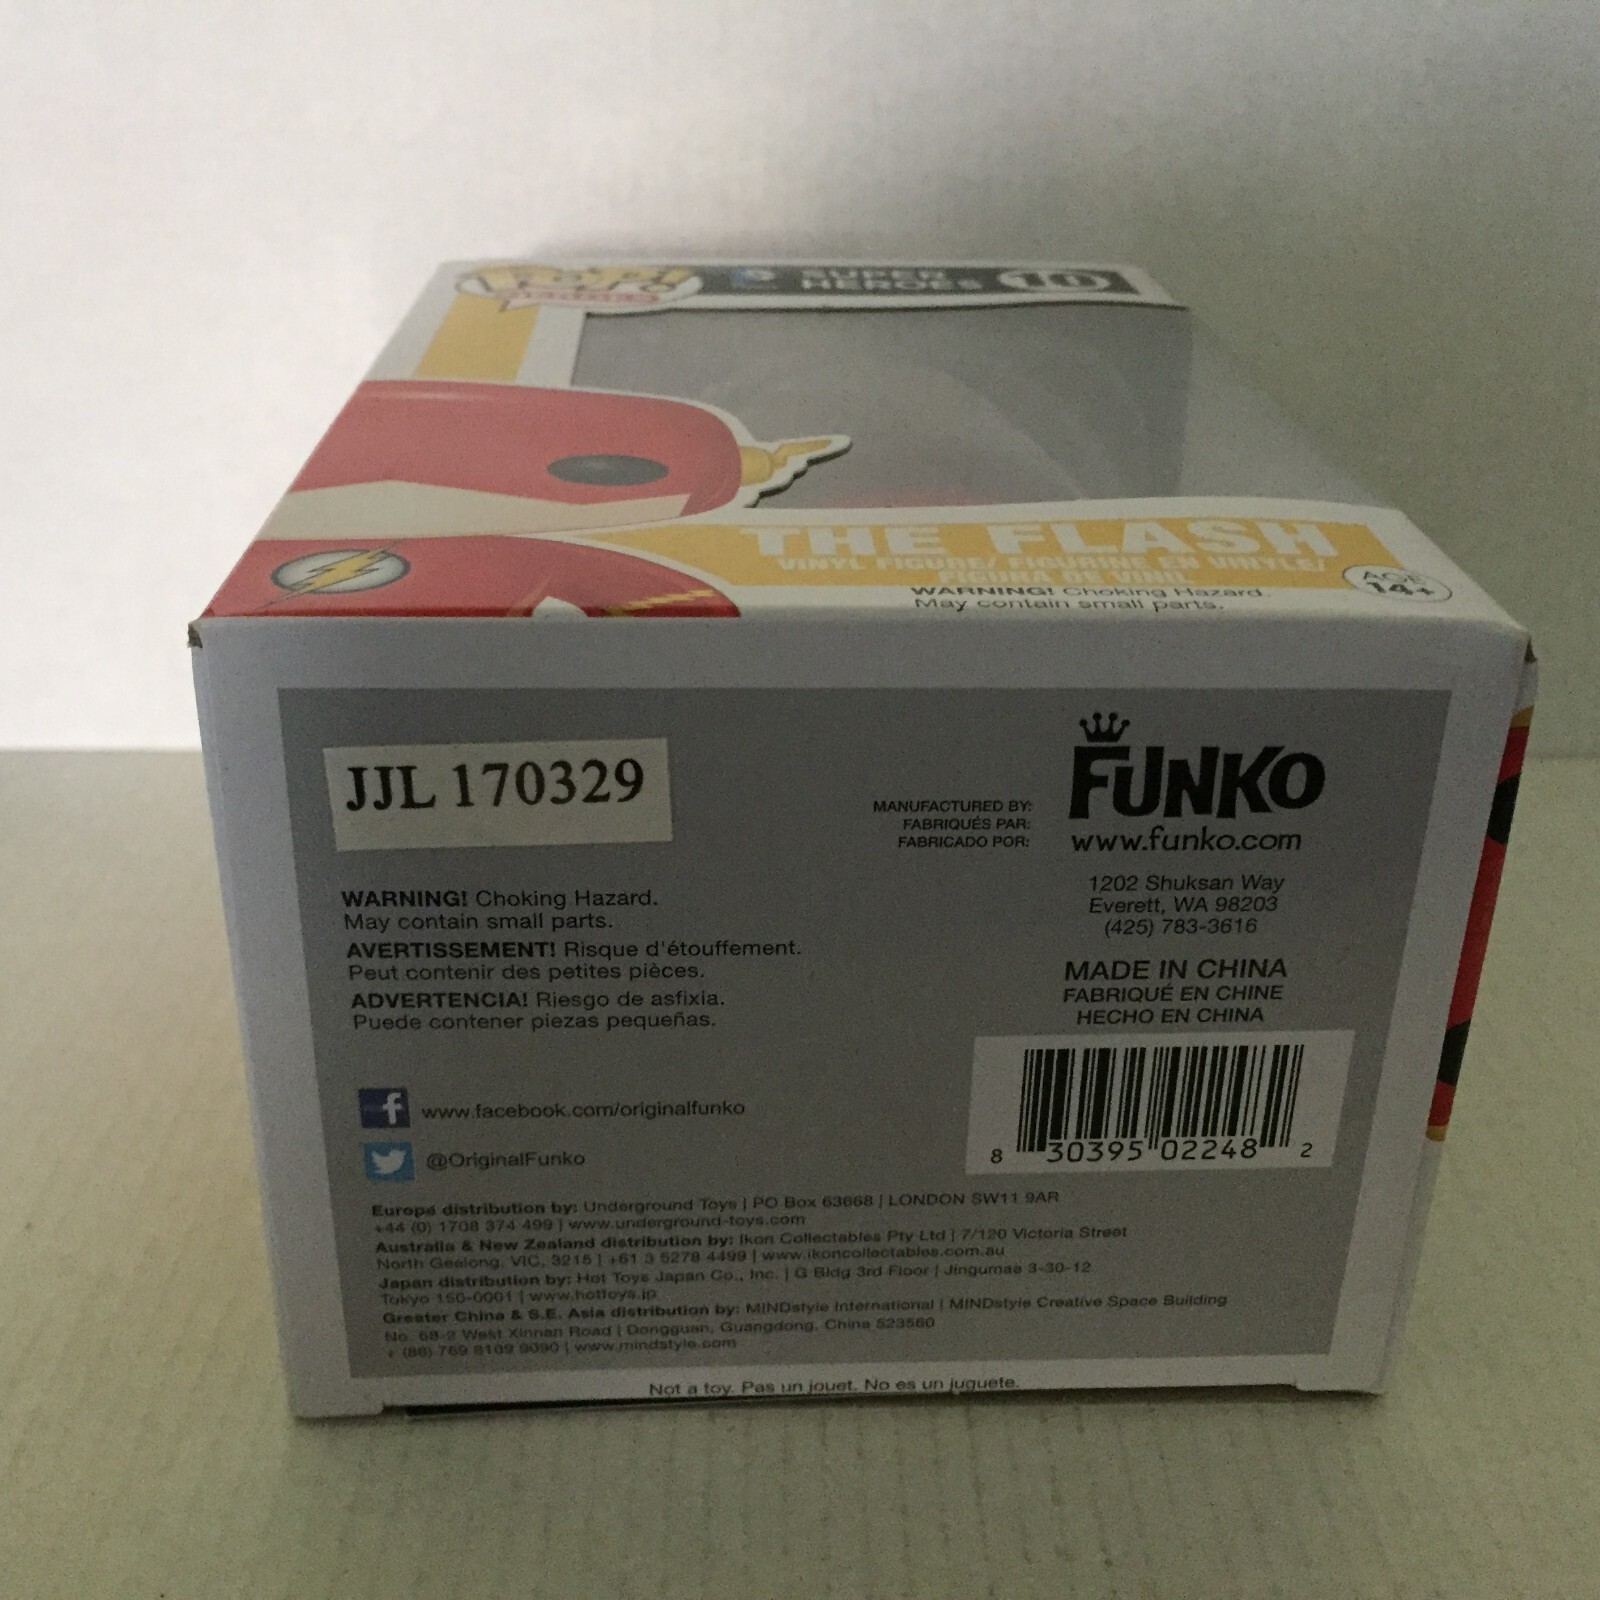 POP!
HEROES
SUPER
HEROES
10
THE FLASH
VINYL FIGURE/ FIGURINE EN VINYLE/
FIGURA DE VINIL
WARNING! Choking Hazard.
May contain small parts.
AGE
14+
JJL 170329
MANUFACTURED BY:
FABRIQUÉS PAR:
FABRICADO POR:
FUNKO
www.funko.com
1202 Shuksan Way
Everett, WA 98203
(425) 783-3616
MADE IN CHINA
FABRIQUÉ EN CHINE
HECHO EN CHINA
WARNING! Choking Hazard.
May contain small parts.
AVERTISSEMENT! Risque d'étouffement.
Peut contenir des petites pièces.
ADVERTENCIA! Riesgo de asfixia.
Puede contener piezas pequeñas.
f www.facebook.com/originalfunko
@OriginalFunko
8 30395 02248 2
Europe distribution by: Underground Toys | PO Box 63668 | LONDON SW11 9AR
+44 (0) 1708 374 499 | www.underground-toys.com
Australia & New Zealand distribution by: Ikon Collectables Pty Ltd | 7/120 Victoria Street
North Geelong, VIC, 3215 | +61 3 5278 4499 | www.ikoncollectables.com.au
Japan distribution by: Hot Toys Japan Co., Inc. | G Bldg 3rd Floor | Jingumae 3-30-12
Tokyo 150-0001 | www.hottoys.jp
Greater China & S.E. Asia distribution by: MINDstyle International | MINDstyle Creative Space Building
No. 68-2 West Xinnan Road | Dongguan, Guangdong, China 523560
+ (86) 769 8109 9090 | www.mindstyle.com
Not a toy. Pas un jouet. No es un juguete.